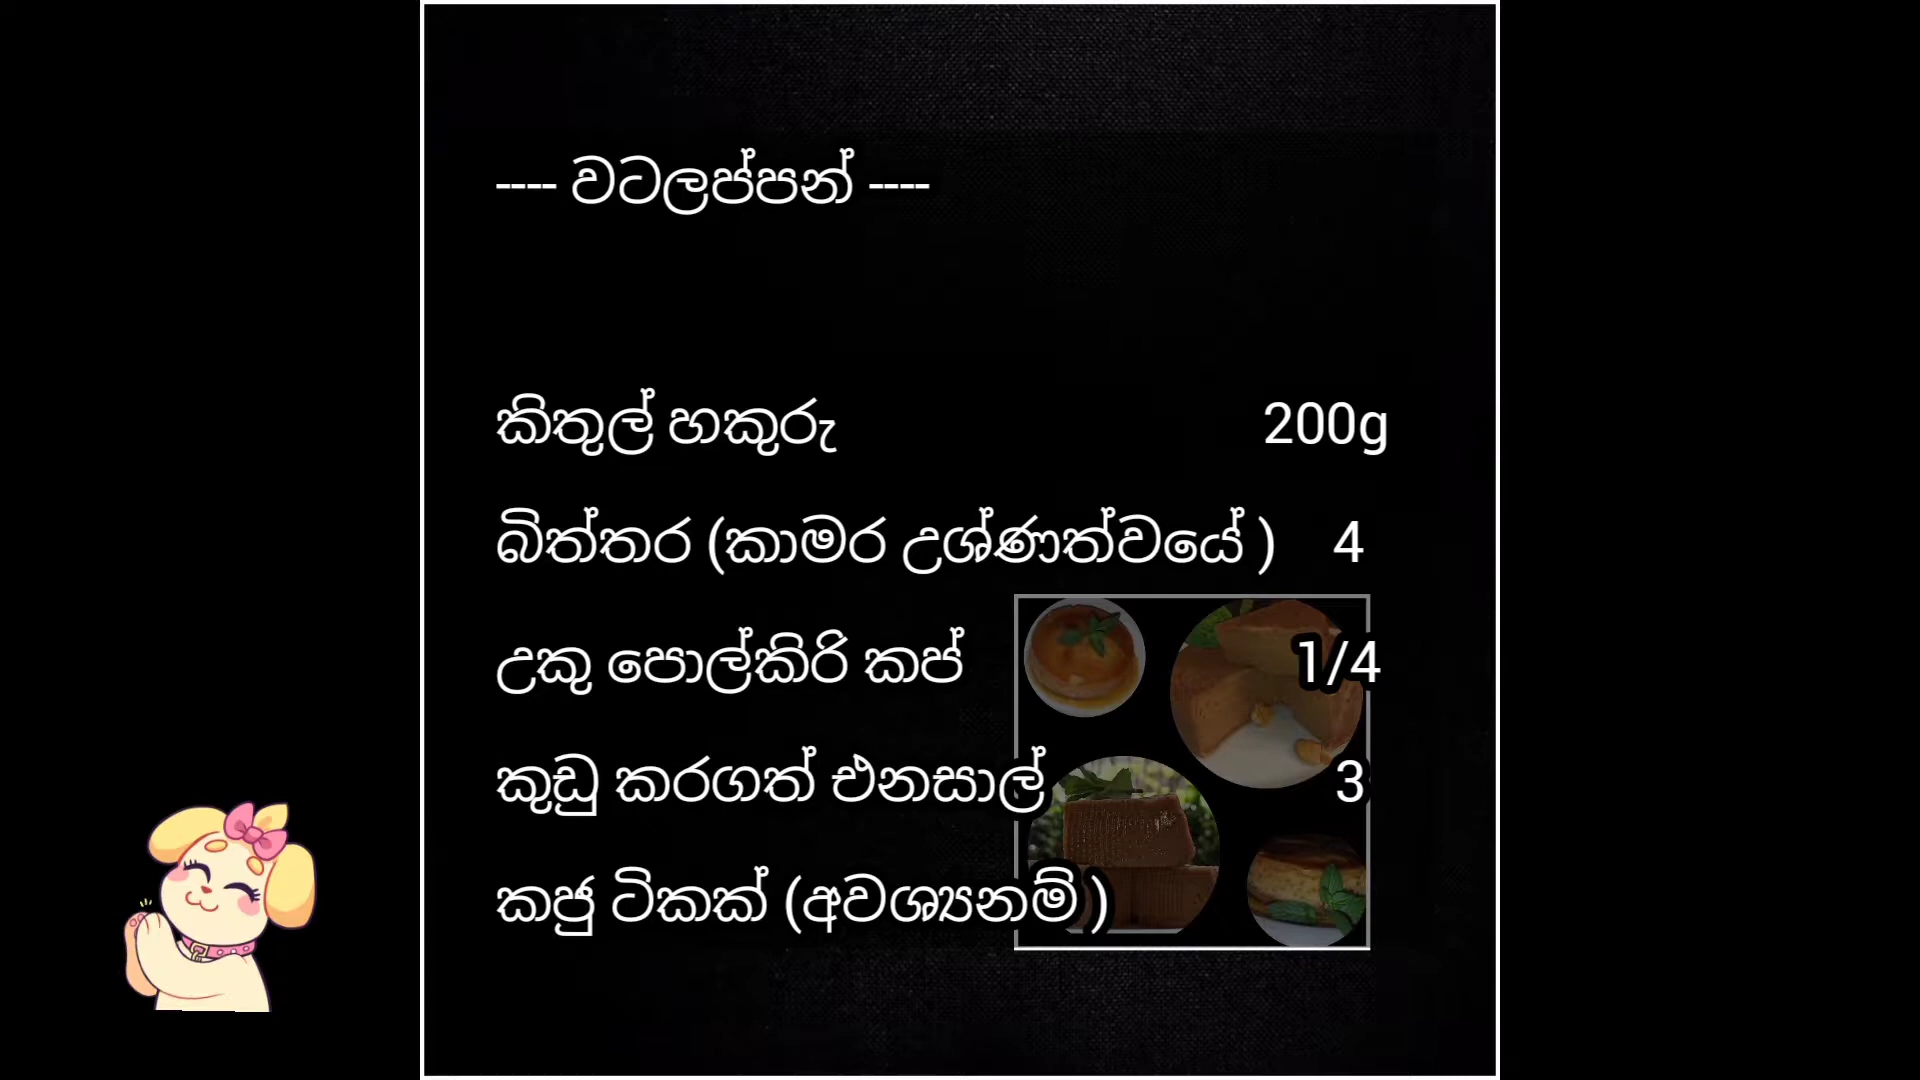 ---- වටලප්පන් ----
කිතුල් හකුරු 200g
බිත්තර (කාමර උශ්ණත්වයේ ) 4
උකු පොල්කිරි කප් 1/4
කුඩු කරගත් එනසාල් 3
කජු ටිකක් (අවශ්‍යනම් )